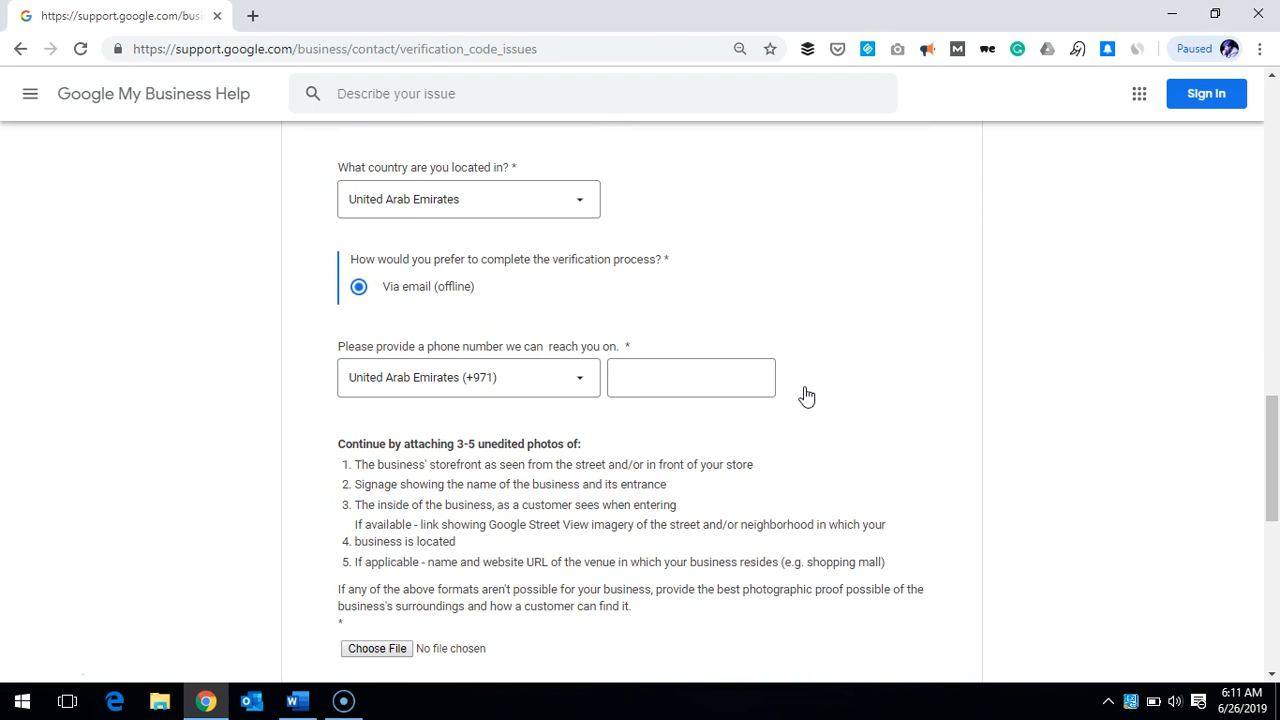 https://support.google.com/busi
https://support.google.com/business/contact/verification_code_issues
Paused
Google My Business Help
Describe your issue
Sign in
What country are you located in? *
United Arab Emirates
How would you prefer to complete the verification process? *
Via email (offline)
Please provide a phone number we can reach you on. *
United Arab Emirates (+971)
Continue by attaching 3-5 unedited photos of:
1. The business' storefront as seen from the street and/or in front of your store
2. Signage showing the name of the business and its entrance
3. The inside of the business, as a customer sees when entering
If available - link showing Google Street View imagery of the street and/or neighborhood in which your
4. business is located
5. If applicable - name and website URL of the venue in which your business resides (e.g. shopping mall)
If any of the above formats aren't possible for your business, provide the best photographic proof possible of the
business's surroundings and how a customer can find it.
*
Choose File No file chosen
6:11 AM
6/26/2019